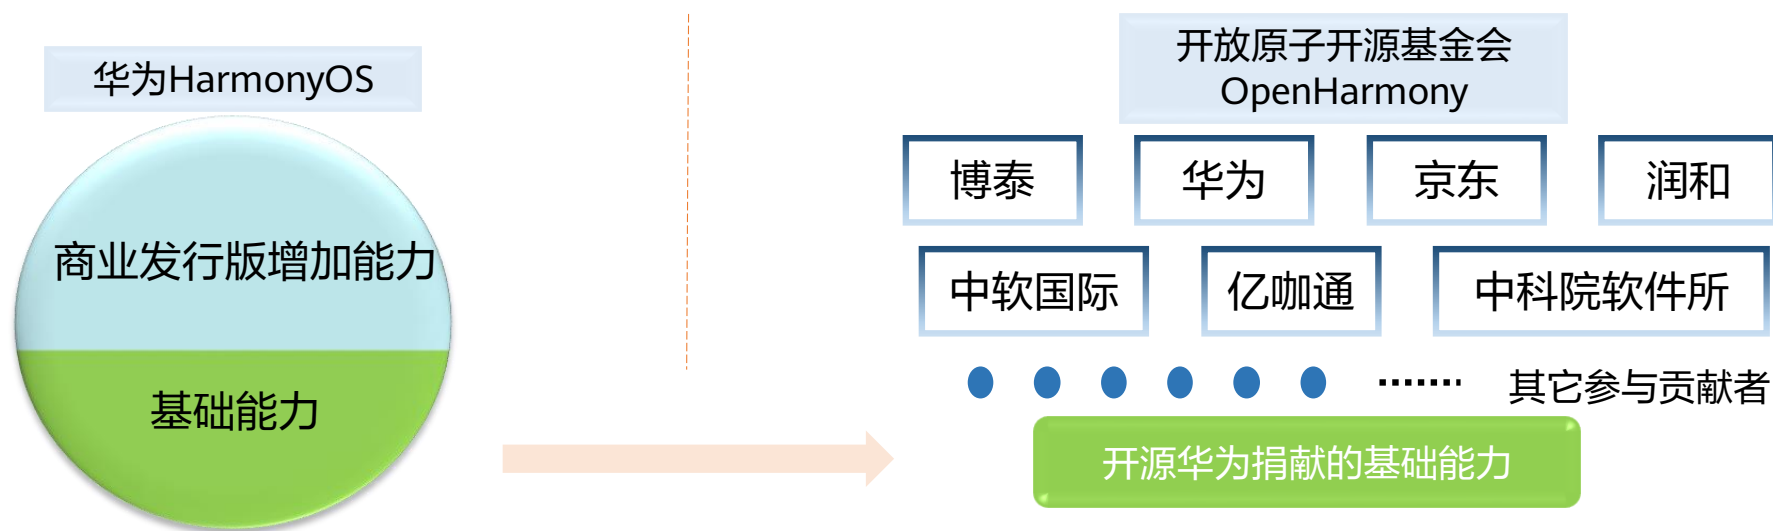 华为HarmonyOS
商业发行版增加能力
基础能力
开放原子开源基金会
OpenHarmony
博泰
华为
京东
润和
中软国际
亿咖通
中科院软件所
·······
其它参与贡献者
开源华为捐献的基础能力